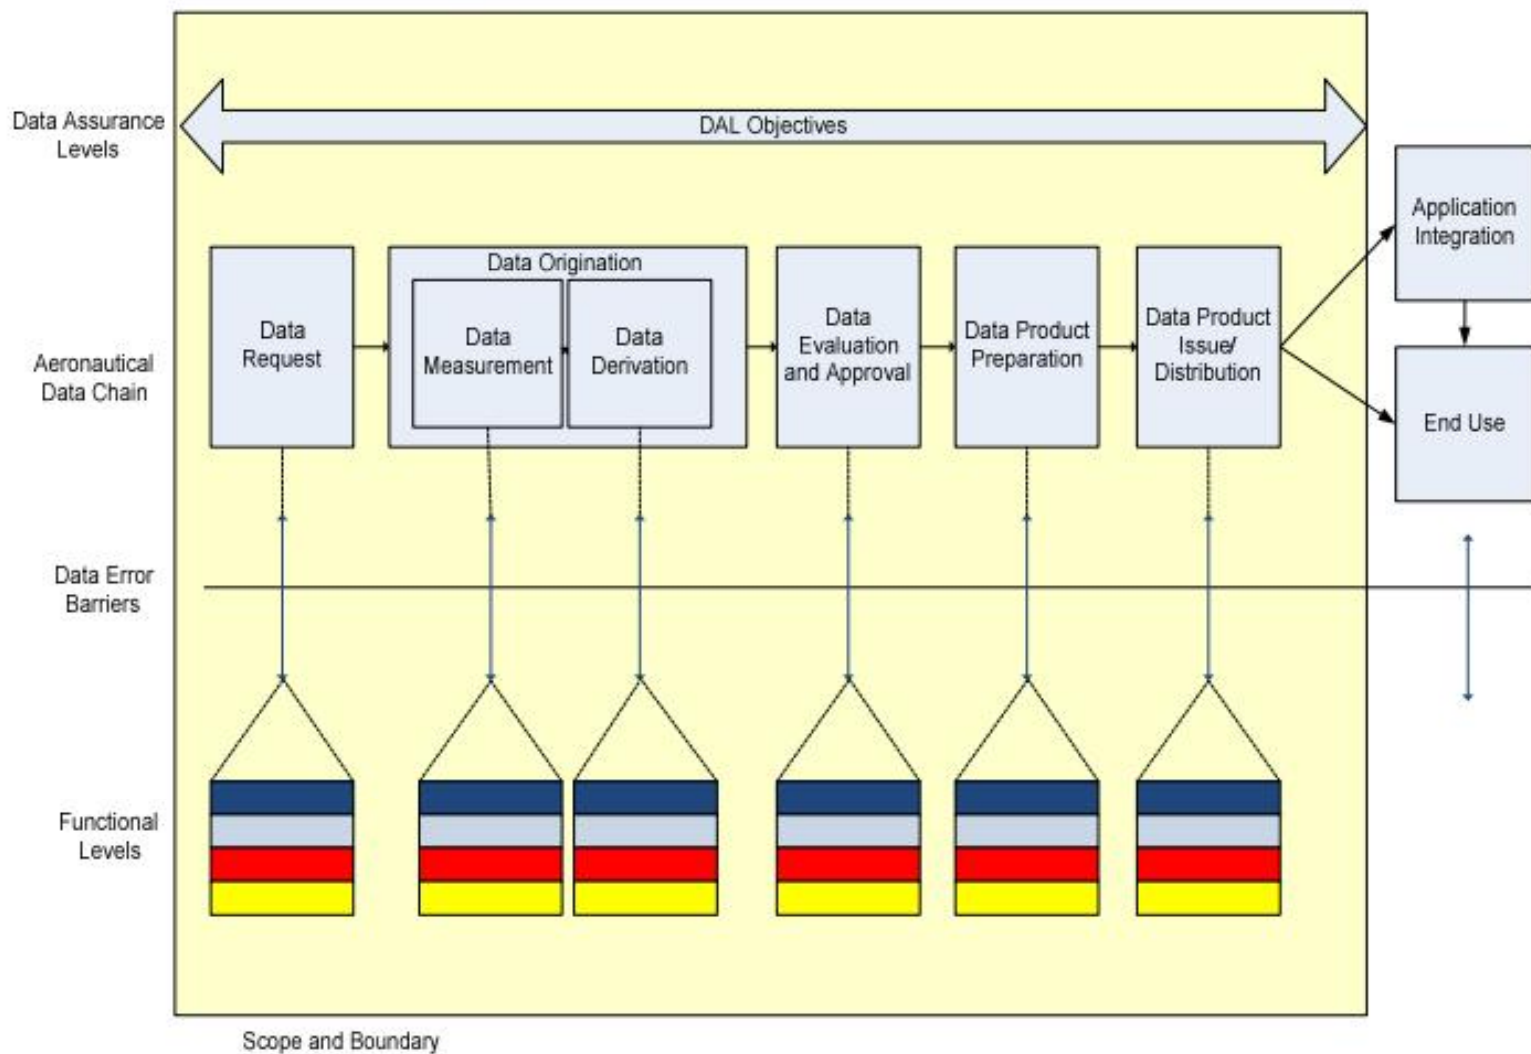 Data Assurance
Levels
DAL Objectives
Application
Integration
Data Origination
Data
Request
Data
Measurement
Data
Derivation
Data
Evaluation
and Approval
Data Product
Preparation
Data Product
Issue/
Distribution
Aeronautical
Data Chain
End Use
Data Error
Barriers
Functional
Levels
Scope and Boundary